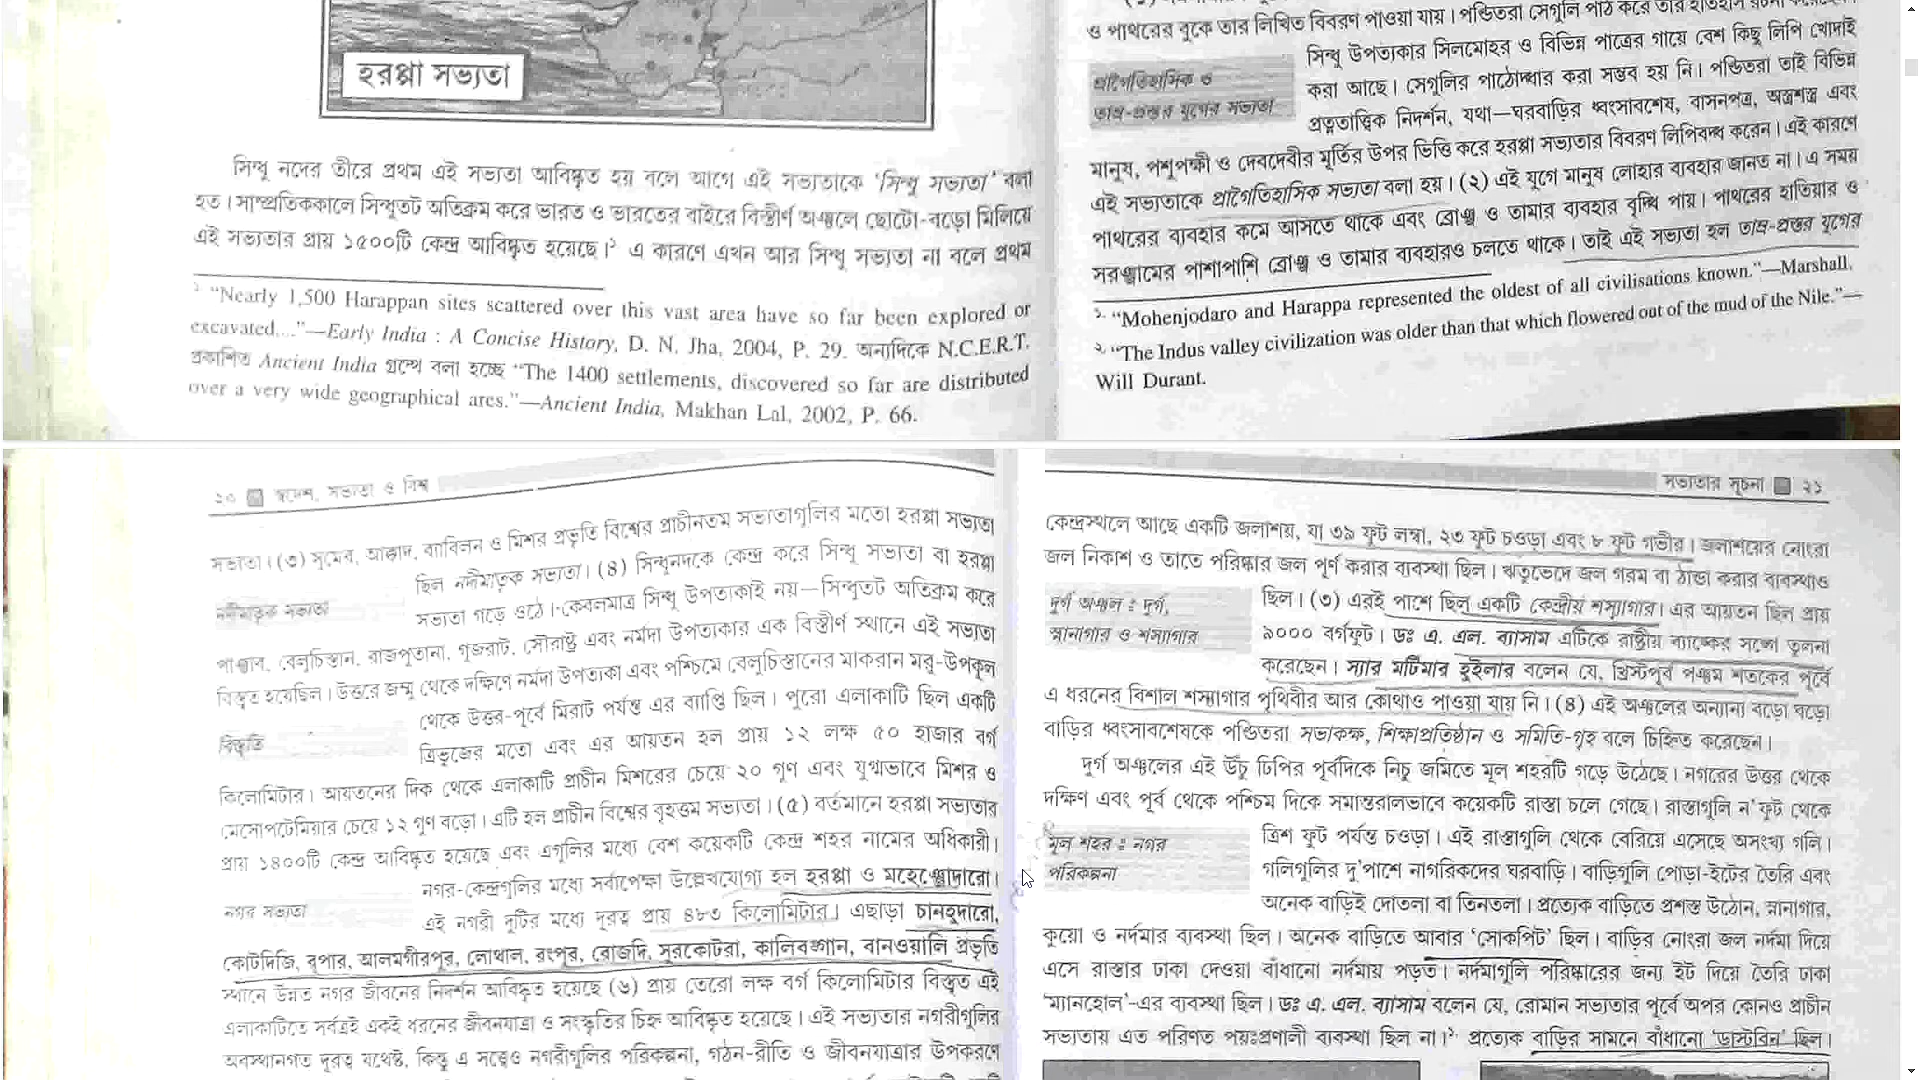 হরপ্পা সভ্যতা
সিন্ধু নদের তীরে প্রথম এই সভ্যতা আবিষ্কৃত হয় বলে আগে এই সভ্যতাকে ‘সিন্ধু সভ্যতা’ বলা
হত। সাম্প্রতিককালে সিন্ধুতট অতিক্রম করে ভারত ও ভারতের বাইরে বিস্তীর্ণ অঞ্চলে ছোটো-বড়ো মিলিয়ে
এই সভ্যতার প্রায় ১৫০০টি কেন্দ্র আবিষ্কৃত হয়েছে।১ এ কারণে এখন আর সিন্ধু সভ্যতা না বলে প্রথম
১. “Nearly 1,500 Harappan sites scattered over this vast area have so far been explored or
excavated....”—Early India : A Concise History, D. N. Jha, 2004, P. 29. অন্যদিকে N.C.E.R.T.
প্রকাশিত Ancient India গ্রন্থে বলা হচ্ছে “The 1400 settlements, discovered so far are distributed
over a very wide geographical ares.”—Ancient India, Makhan Lal, 2002, P. 66.
ও পাথরের বুকে তার লিখিত বিবরণ পাওয়া যায়। পণ্ডিতরা সেগুলি পাঠ করে তার ইতিহাস রচনা
সিন্ধু উপত্যকার সিলমোহর ও বিভিন্ন পাত্রের গায়ে বেশ কিছু লিপি খোদাই
প্রাগৈতিহাসিক ও
করা আছে। সেগুলির পাঠোদ্ধার করা সম্ভব হয় নি। পণ্ডিতরা তাই বিভিন্ন
তাম্র-প্রস্তর যুগের সভ্যতা
প্রত্নতাত্ত্বিক নিদর্শন, যথা—ঘরবাড়ির ধ্বংসাবশেষ, বাসনপত্র, অস্ত্রশস্ত্র এবং
মানুষ, পশুপক্ষী ও দেবদেবীর মূর্তির উপর ভিত্তি করে হরপ্পা সভ্যতার বিবরণ লিপিবদ্ধ করেন। এই কারণে
এই সভ্যতাকে প্রাগৈতিহাসিক সভ্যতা বলা হয়। (২) এই যুগে মানুষ লোহার ব্যবহার জানত না। এ সময়
পাথরের ব্যবহার কমে আসতে থাকে এবং ব্রোঞ্জ ও তামার ব্যবহার বৃদ্ধি পায়। পাথরের হাতিয়ার ও
সরঞ্জামের পাশাপাশি ব্রোঞ্জ ও তামার ব্যবহারও চলতে থাকে। তাই এই সভ্যতা হল তাম্র-প্রস্তর যুগের
১. “Mohenjodaro and Harappa represented the oldest of all civilisations known.”—Marshall.
২. “The Indus valley civilization was older than that which flowered out of the mud of the Nile.”—
Will Durant.
২০ স্বদেশ, সভ্যতা ও বিশ্ব
সভ্যতা। (৩) সুমের, আক্কাদ, ব্যাবিলন ও মিশর প্রভৃতি বিশ্বের প্রাচীনতম সভ্যতাগুলির মতো হরপ্পা সভ্যতা
ছিল নদীমাতৃক সভ্যতা। (৪) সিন্ধুনদকে কেন্দ্র করে সিন্ধু সভ্যতা বা হরপ্পা
নদীমাতৃক সভ্যতা
সভ্যতা গড়ে ওঠে। কেবলমাত্র সিন্ধু উপত্যকাই নয়—সিন্ধুতট অতিক্রম করে
পাঞ্জাব, বেলুচিস্তান, রাজপুতানা, গুজরাট, সৌরাষ্ট্র এবং নর্মদা উপত্যকার এক বিস্তীর্ণ স্থানে এই সভ্যতা
বিস্তৃত হয়েছিল। উত্তরে জম্মু থেকে দক্ষিণে নর্মদা উপত্যকা এবং পশ্চিমে বেলুচিস্তানের মাকরান মরু-উপকূল
থেকে উত্তর-পূর্বে মিরাট পর্যন্ত এর ব্যাপ্তি ছিল। পুরো এলাকাটি ছিল একটি
বিস্তৃতি
ত্রিভুজের মতো এবং এর আয়তন হল প্রায় ১২ লক্ষ ৫০ হাজার বর্গ
কিলোমিটার। আয়তনের দিক থেকে এলাকাটি প্রাচীন মিশরের চেয়ে ২০ গুণ এবং যুগ্মভাবে মিশর ও
মেসোপটেমিয়ার চেয়ে ১২ গুণ বড়ো। এটি হল প্রাচীন বিশ্বের বৃহত্তম সভ্যতা। (৫) বর্তমানে হরপ্পা সভ্যতার
প্রায় ১৪০০টি কেন্দ্র আবিষ্কৃত হয়েছে এবং এগুলির মধ্যে বেশ কয়েকটি কেন্দ্র শহর নামের অধিকারী।
নগর-কেন্দ্রগুলির মধ্যে সর্বাপেক্ষা উল্লেখযোগ্য হল হরপ্পা ও মহেঞ্জোদারো।
নগর সভ্যতা
এই নগরী দুটির মধ্যে দূরত্ব প্রায় ৪৮৩ কিলোমিটার। এছাড়া চানহুদারো,
কোটদিজি, রুপার, আলমগীরপুর, লোথাল, রংপুর, রোজদি, সুরকোটরা, কালিবঙ্গান, বানওয়ালি প্রভৃতি
স্থানে উন্নত নগর জীবনের নিদর্শন আবিষ্কৃত হয়েছে (৬) প্রায় তেরো লক্ষ বর্গ কিলোমিটার বিস্তৃত এই
এলাকাটিতে সর্বত্রই একই ধরনের জীবনযাত্রা ও সংস্কৃতির চিহ্ন আবিষ্কৃত হয়েছে। এই সভ্যতার নগরীগুলির
অবস্থানগত দূরত্ব যথেষ্ট, কিন্তু এ সত্ত্বেও নগরীগুলির পরিকল্পনা, গঠন-রীতি ও জীবনযাত্রার উপকরণে
সভ্যতার সূচনা ২১
কেন্দ্রস্থলে আছে একটি জলাশয়, যা ৩৯ ফুট লম্বা, ২৩ ফুট চওড়া এবং ৮ ফুট গভীর। জলাশয়ের নোংরা
জল নিকাশ ও তাতে পরিষ্কার জল পূর্ণ করার ব্যবস্থা ছিল। ঋতুভেদে জল গরম বা ঠাণ্ডা করার ব্যবস্থাও
ছিল। (৩) এরই পাশে ছিল একটি কেন্দ্রীয় শস্যাগার। এর আয়তন ছিল প্রায়
দুর্গ অঞ্চল : দুর্গ,
স্নানাগার ও শস্যাগার
৯০০০ বর্গফুট। ডঃ এ. এল. ব্যাসাম এটিকে রাষ্ট্রীয় ব্যাঙ্কের সঙ্গে তুলনা
করেছেন। স্যার মর্টিমার হুইলার বলেন যে, খ্রিস্টপূর্ব পঞ্চম শতকের পূর্বে
এ ধরনের বিশাল শস্যাগার পৃথিবীর আর কোথাও পাওয়া যায় নি। (৪) এই অঞ্চলের অন্যান্য বড়ো বড়ো
বাড়ির ধ্বংসাবশেষকে পণ্ডিতরা সভাকক্ষ, শিক্ষাপ্রতিষ্ঠান ও সমিতি-গৃহ বলে চিহ্নিত করেছেন।
দুর্গ অঞ্চলের এই উঁচু ঢিপির পূর্বদিকে নিচু জমিতে মূল শহরটি গড়ে উঠেছে। নগরের উত্তর থেকে
দক্ষিণ এবং পূর্ব থেকে পশ্চিম দিকে সমান্তরালভাবে কয়েকটি রাস্তা চলে গেছে। রাস্তাগুলি ন’ফুট থেকে
ত্রিশ ফুট পর্যন্ত চওড়া। এই রাস্তাগুলি থেকে বেরিয়ে এসেছে অসংখ্য গলি।
মূল শহর : নগর
পরিকল্পনা
গলিগুলির দু’পাশে নাগরিকদের ঘরবাড়ি। বাড়িগুলি পোড়া-ইটের তৈরি এবং
অনেক বাড়িই দোতলা বা তিনতলা। প্রত্যেক বাড়িতে প্রশস্ত উঠোন, স্নানাগার,
কুয়ো ও নর্দমার ব্যবস্থা ছিল। অনেক বাড়িতে আবার ‘সোকপিট’ ছিল। বাড়ির নোংরা জল নর্দমা দিয়ে
এসে রাস্তার ঢাকা দেওয়া বাঁধানো নর্দমায় পড়ত। নর্দমাগুলি পরিষ্কারের জন্য ইট দিয়ে তৈরি ঢাকা
‘ম্যানহোল’-এর ব্যবস্থা ছিল। ডঃ এ. এল. ব্যাসাম বলেন যে, রোমান সভ্যতার পূর্বে অপর কোনও প্রাচীন
সভ্যতায় এত পরিণত পয়ঃপ্রণালী ব্যবস্থা ছিল না।১ প্রত্যেক বাড়ির সামনে বাঁধানো ‘ডাস্টবিন’ ছিল।